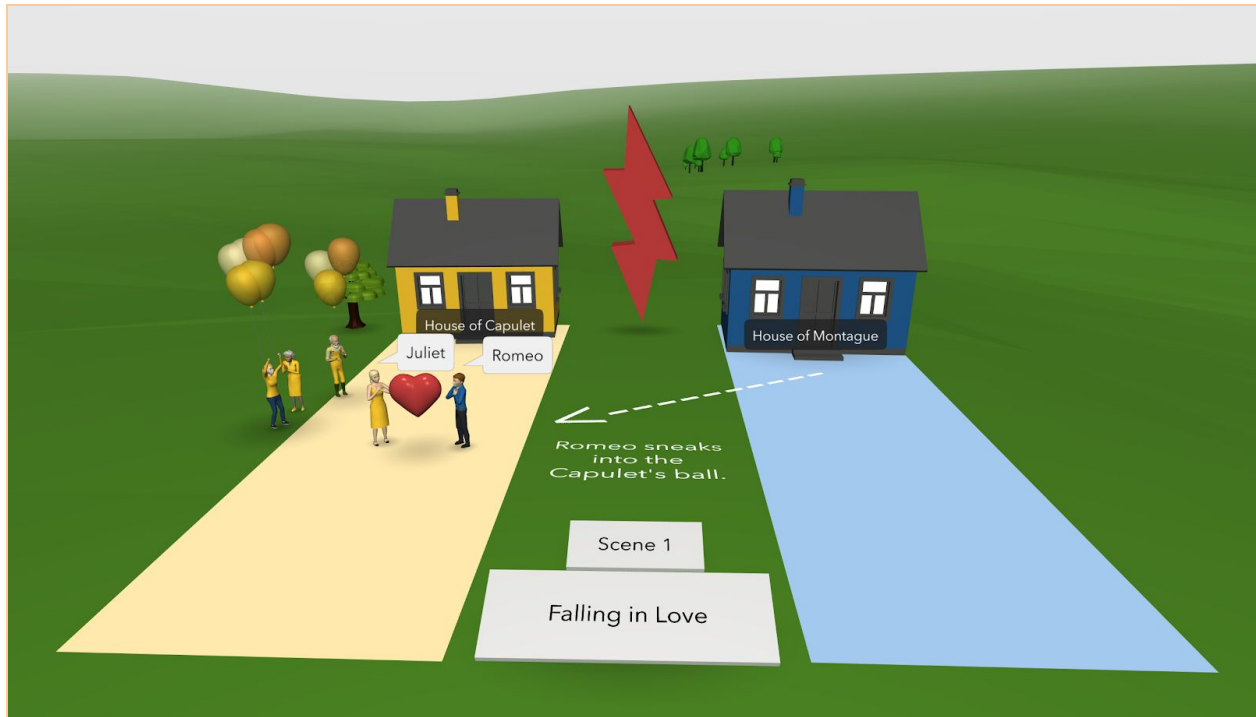 House of Capulet
House of Montague
Juliet
Romeo
Romeo sneaks
into the
Capulet's ball.
Scene 1
Falling in Love